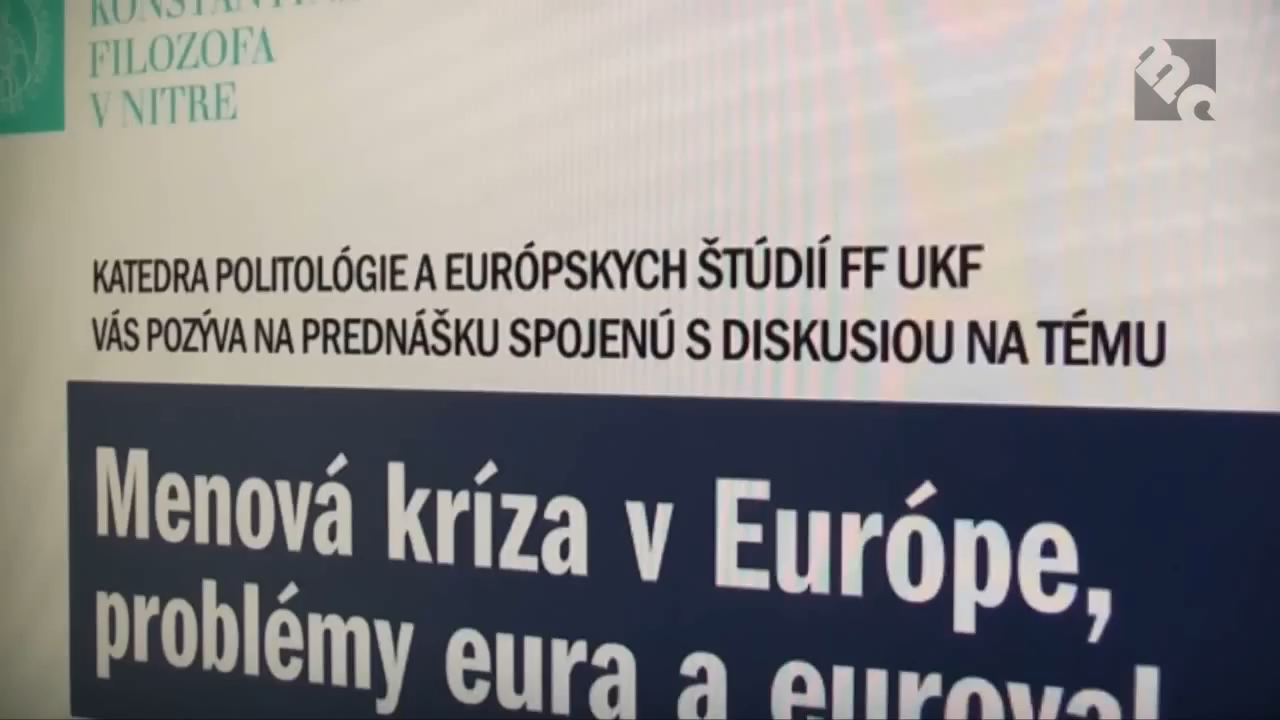 FILOZOFA
V NITRE
KATEDRA POLITOLÓGIE A EURÓPSKYCH ŠTÚDIÍ FF UKF
VÁS POZÝVA NA PREDNÁŠKU SPOJENÚ S DISKUSIOU NA TÉMU
Menová kríza v Európe,
problémy eura a